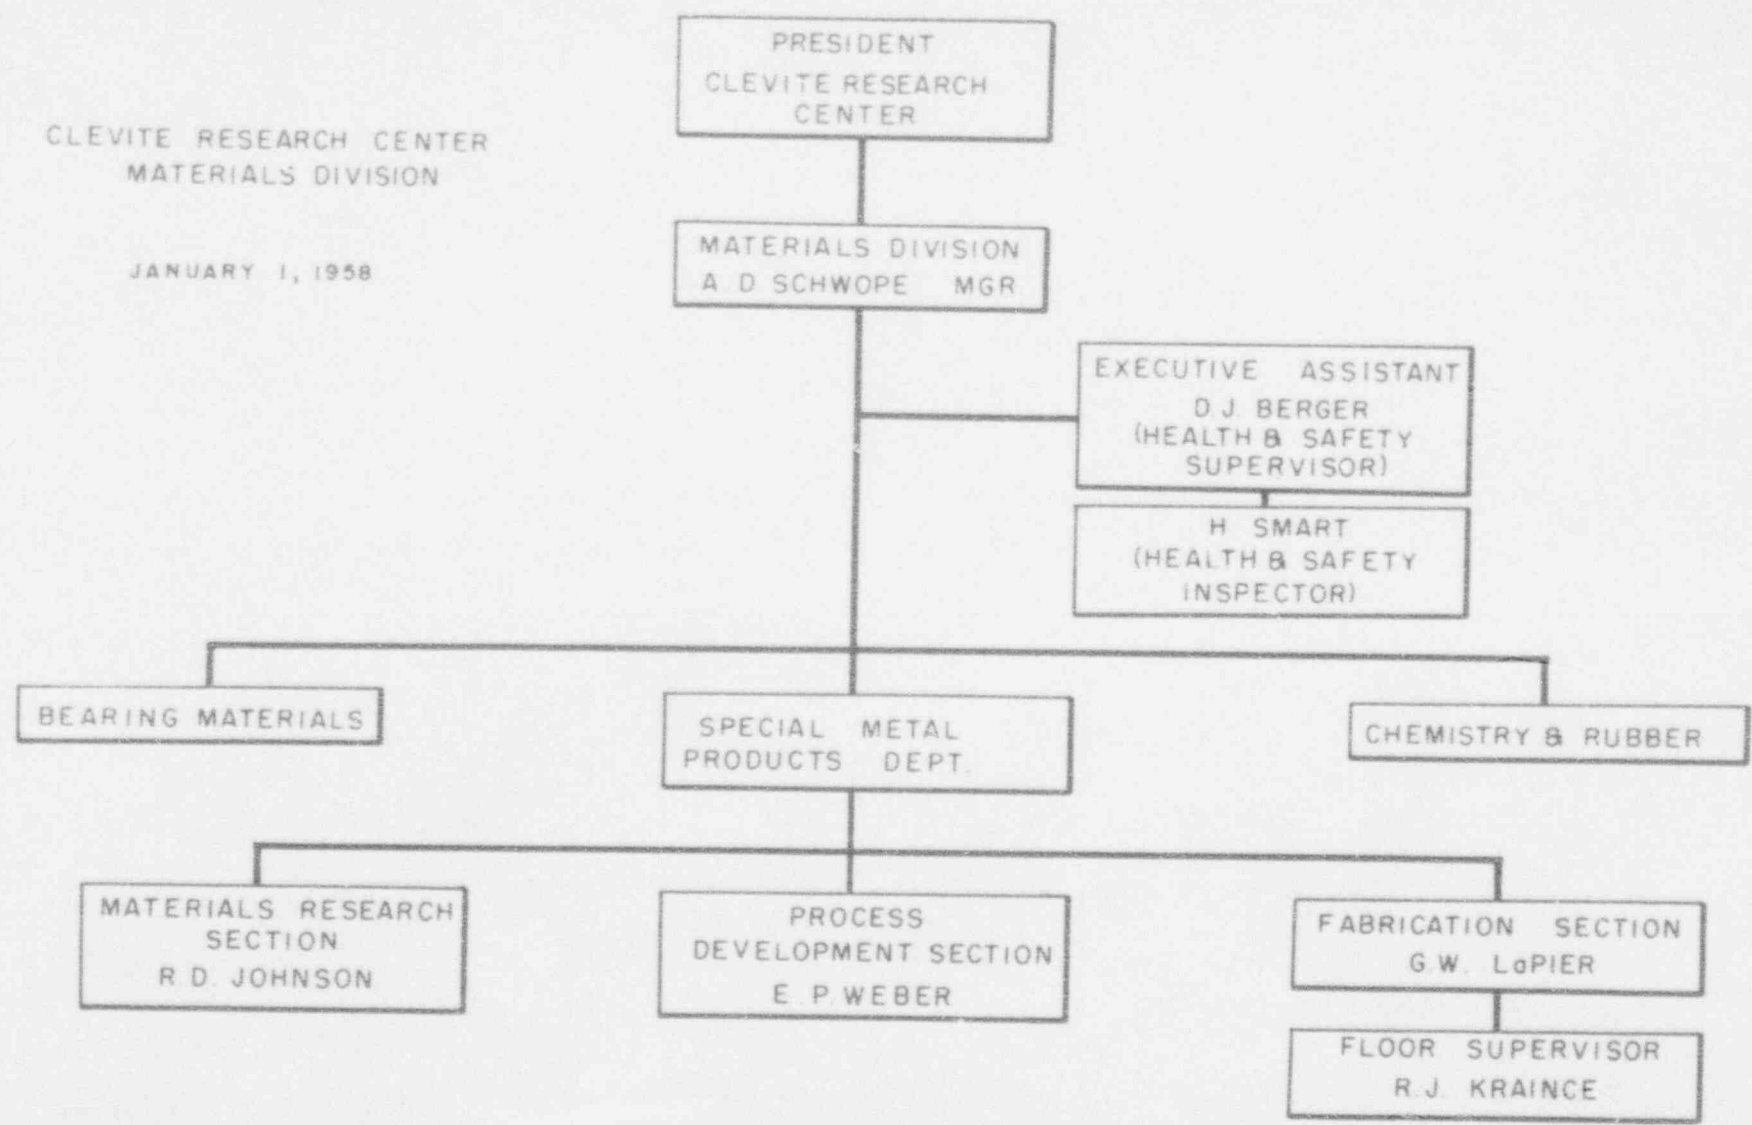 PRESIDENT
CLEVITE RESEARCH
CENTER
CLEVITE RESEARCH CENTER
MATERIALS DIVISION
JANUARY 1, 1958
MATERIALS DIVISION
A. D. SCHWOPE MGR
EXECUTIVE ASSISTANT
D. J. BERGER
(HEALTH & SAFETY
SUPERVISOR)
H SMART
(HEALTH & SAFETY
INSPECTOR)
BEARING MATERIALS
SPECIAL METAL
PRODUCTS DEPT.
CHEMISTRY & RUBBER
MATERIALS RESEARCH
SECTION
R. D. JOHNSON
PROCESS
DEVELOPMENT SECTION
E. P. WEBER
FABRICATION SECTION
G.W. LaPIER
FLOOR SUPERVISOR
R. J. KRAINCE